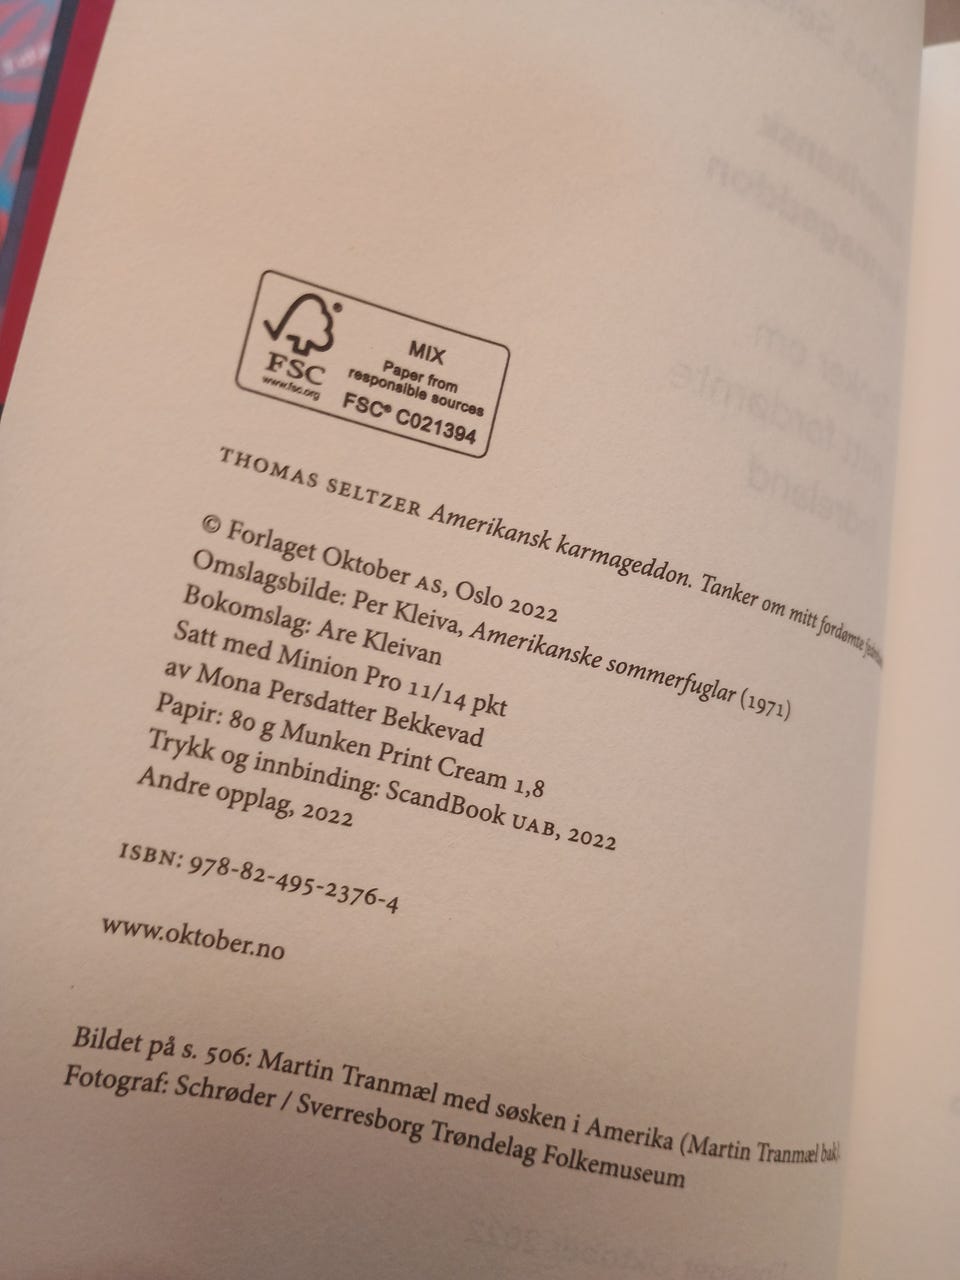 FSC®
www.fsc.org
MIX
Paper from
responsible sources
FSC® C021394
THOMAS SELTZER Amerikansk karmageddon. Tanker om mitt fordømte
© Forlaget Oktober AS, Oslo 2022
Omslagsbilde: Per Kleiva, Amerikanske sommerfuglar (1971)
Bokomslag: Are Kleivan
Satt med Minion Pro 11/14 pkt
av Mona Persdatter Bekkevad
Papir: 80 g Munken Print Cream 1,8
Trykk og innbinding: ScandBook UAB, 2022
Andre opplag, 2022
ISBN: 978-82-495-2376-4
www.oktober.no
Bildet på s. 506: Martin Tranmæl med søsken i Amerika (Martin Tranmæl
Fotograf: Schrøder / Sverresborg Trøndelag Folkemuseum